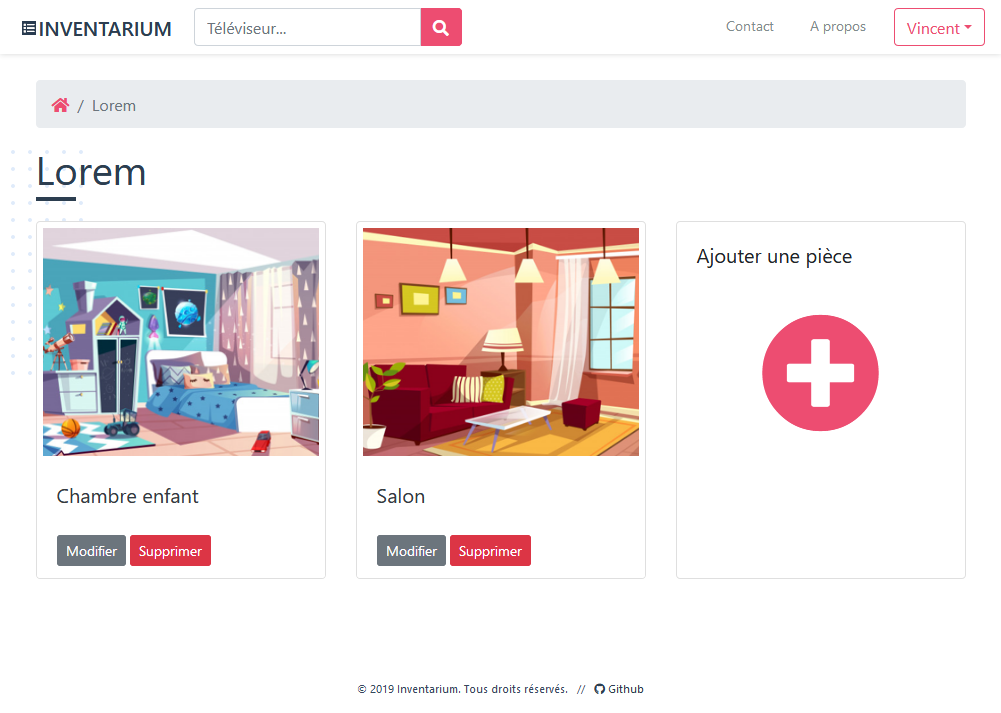 INVENTARIUM
Téléviseur...
Contact
A propos
Vincent
/ Lorem
Lorem
Chambre enfant
Modifier
Supprimer
Salon
Modifier
Supprimer
Ajouter une pièce
© 2019 Inventarium. Tous droits réservés. // Github